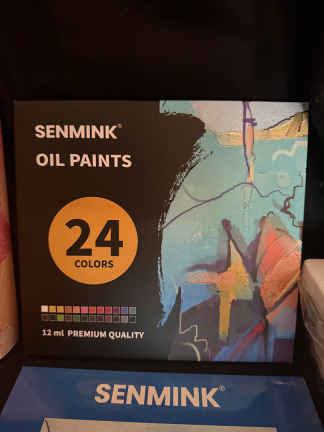 SENMINK®
OIL PAINTS
24
COLORS
12 ml PREMIUM QUALITY
SENMINK®